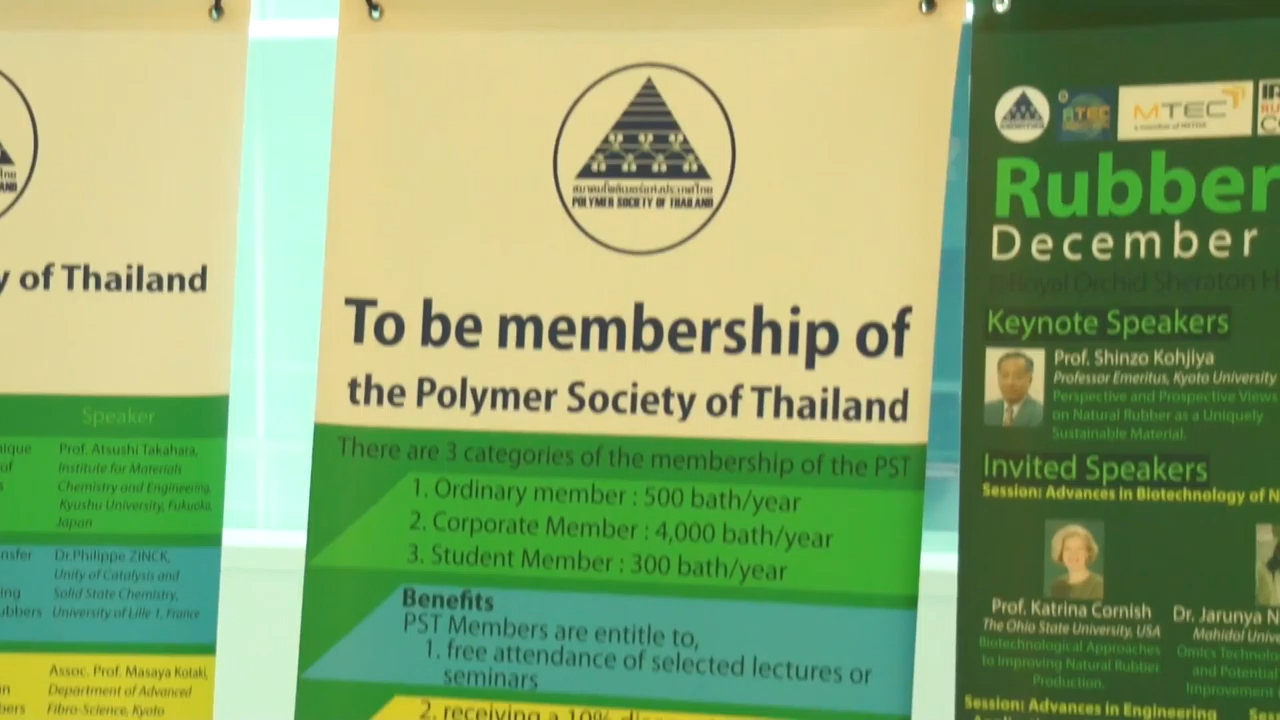 y of Thailand
Speaker
nique
Prof. Atsushi Takahara,
of
Institute for Materials
s
Chemistry and Engineering,
Kyushu University, Fukuoka,
Japan
nsfer
Dr.Philippe ZINCK,
Unity of Catalysis and
ing
Solid State Chemistry,
ubbers
University of Lille 1, France
Assoc. Prof. Masaya Kotaki,
in
Department of Advanced
bers
Fibro-Science, Kyoto
สมาคมโพลิเมอร์แห่งประเทศไทย
POLYMER SOCIETY OF THAILAND
To be membership of
the Polymer Society of Thailand
There are 3 categories of the membership of the PST
1. Ordinary member : 500 bath/year
2. Corporate Member : 4,000 bath/year
3. Student Member : 300 bath/year
Benefits
PST Members are entitle to,
1. free attendance of selected lectures or
seminars
2. receiving a 10%
MTEC
a member of NSTDA
Rubber
December
Royal Orchid Sheraton H
Keynote Speakers
Prof. Shinzo Kohjiya
Professor Emeritus, Kyoto University
Perspective and Prospective Views
on Natural Rubber as a Uniquely
Sustainable Material.
Invited Speakers
Session: Advances in Biotechnology of N
Prof. Katrina Cornish
The Ohio State University, USA
Biotechnological Approaches
to Improving Natural Rubber
Production.
Dr. Jarunya N
Mahidol Unive
Omics Technolo
and Potential
Improvement
Session: Advances in Engineering